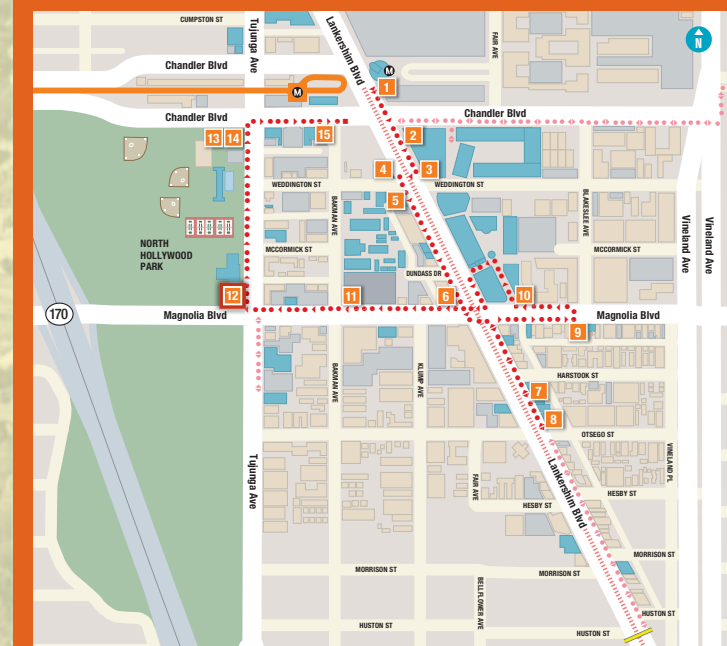 CUMPSTON ST
Tujunga Ave
Lankershim Blvd
FAIR AVE
N
Chandler Blvd
M
M
1
Chandler Blvd
Chandler Blvd
13
14
15
2
4
3
WEDDINGTON ST
WEDDINGTON ST
5
BAKMAN AVE
BLAKESLEE AVE
Vineland Ave
Vineland Ave
NORTH
HOLLYWOOD
PARK
MCCORMICK ST
MCCORMICK ST
DUNDASS DR
12
11
6
10
170
Magnolia Blvd
Magnolia Blvd
9
BAKMAN AVE
KLUMP AVE
HARSTOOK ST
7
8
OTSEGO ST
Tujunga Ave
Lankershim Blvd
FAIR AVE
VINELAND PL
HESBY ST
HESBY ST
MORRISON ST
MORRISON ST
MORRISON ST
BELLFLOWER AVE
HUSTON ST
HUSTON ST
HUSTON ST